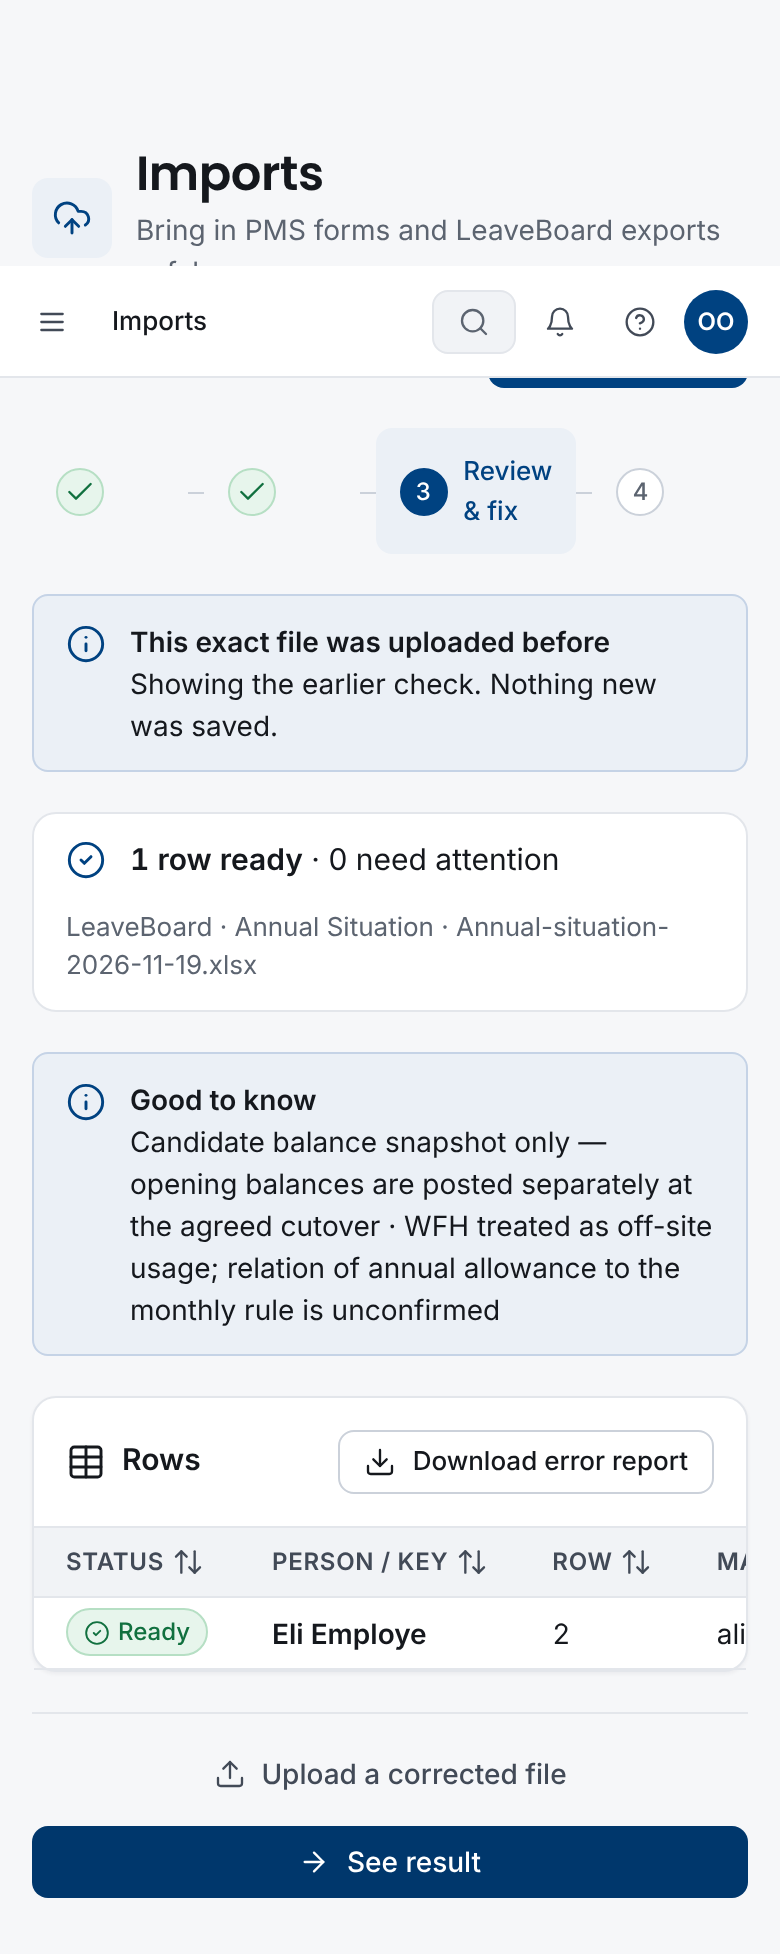 Imports
Bring in PMS forms and LeaveBoard exports
Imports
OO
3
Review
& fix
4
This exact file was uploaded before
Showing the earlier check. Nothing new
was saved.
1 row ready · 0 need attention
LeaveBoard · Annual Situation · Annual-situation-
2026-11-19.xlsx
Good to know
Candidate balance snapshot only —
opening balances are posted separately at
the agreed cutover · WFH treated as off-site
usage; relation of annual allowance to the
monthly rule is unconfirmed
Rows
Download error report
STATUS PERSON / KEY ROW
Ready Eli Employe 2
Upload a corrected file
See result